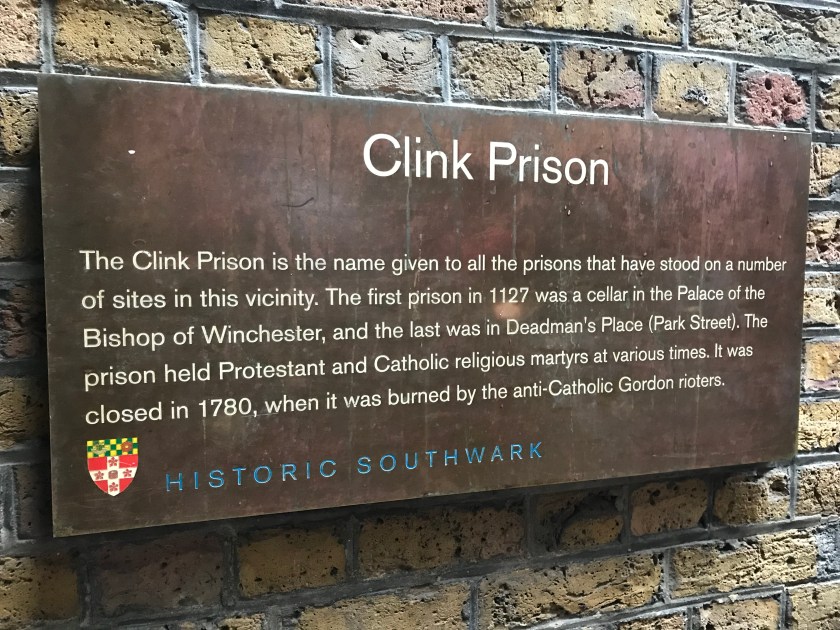 Clink Prison
The Clink Prison is the name given to all the prisons that have stood on a number
of sites in this vicinity. The first prison in 1127 was a cellar in the Palace of the
Bishop of Winchester, and the last was in Deadman's Place (Park Street). The
prison held Protestant and Catholic religious martyrs at various times. It was
closed in 1780, when it was burned by the anti-Catholic Gordon rioters.
HISTORIC SOUTHWARK